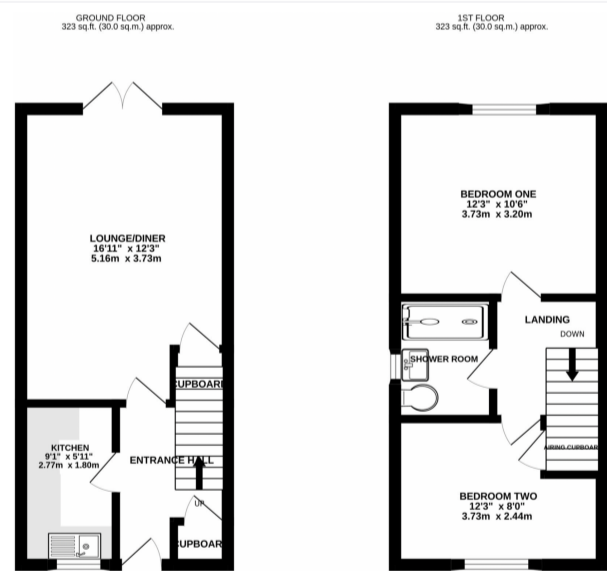 GROUND FLOOR
323 sq.ft. (30.0 sq.m.) approx.
LOUNGE/DINER
16'11" x 12'3"
5.16m x 3.73m
CUPBOARD
KITCHEN
9'1" x 5'11"
2.77m x 1.80m
ENTRANCE HALL
UP
CUPBOARD
1ST FLOOR
323 sq.ft. (30.0 sq.m.) approx.
BEDROOM ONE
12'3" x 10'6"
3.73m x 3.20m
LANDING
DOWN
SHOWER ROOM
AIRING CUPBOARD
BEDROOM TWO
12'3" x 8'0"
3.73m x 2.44m